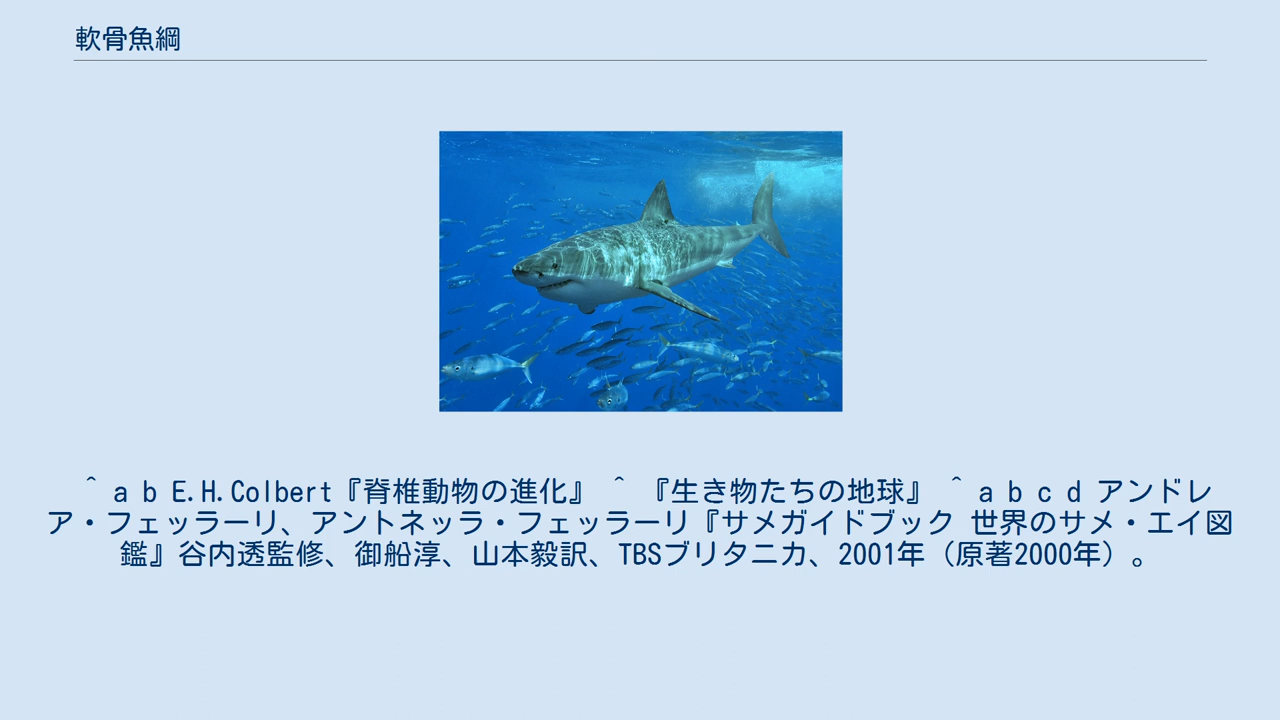 軟骨魚綱
^ a b E.H.Colbert『脊椎動物の進化』 ^ 『生き物たちの地球』 ^ a b c d アンドレ
ア・フェッラーリ、アントネッラ・フェッラーリ『サメガイドブック 世界のサメ・エイ図
鑑』谷内透監修、御船淳、山本毅訳、TBSブリタニカ、2001年（原著2000年）。